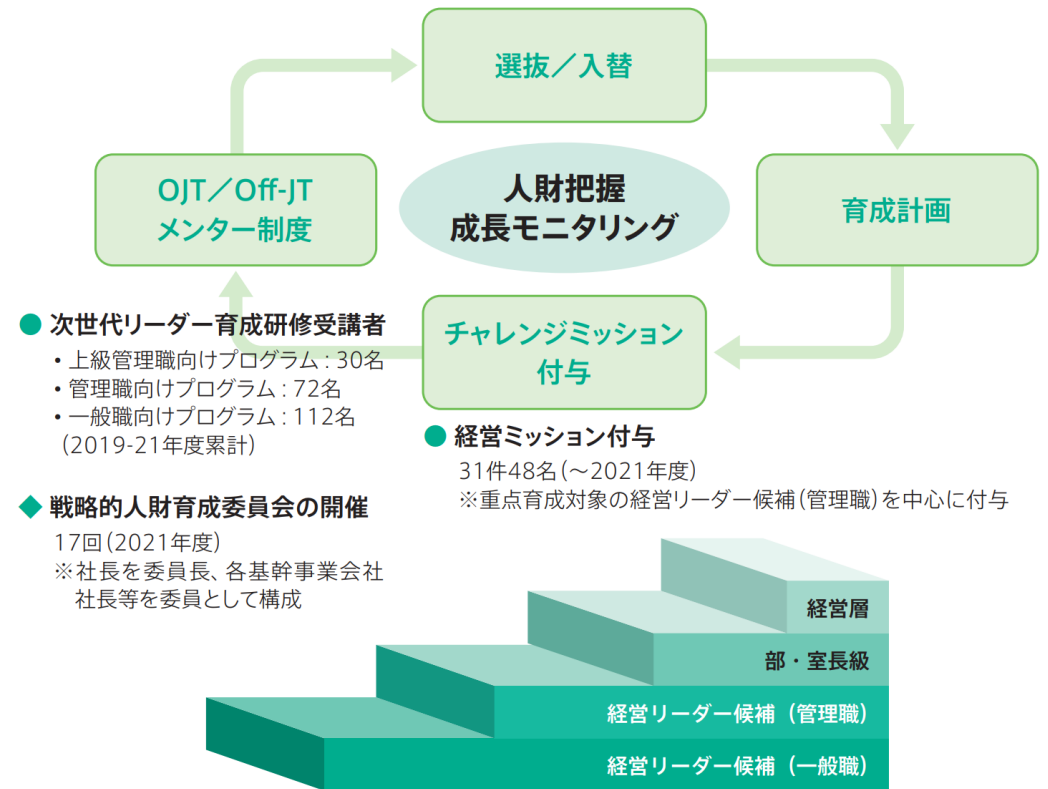 選抜／入替
OJT／Off-JT
メンター制度
人財把握
成長モニタリング
育成計画
チャレンジミッション
付与
● 次世代リーダー育成研修受講者
• 上級管理職向けプログラム : 30名
• 管理職向けプログラム : 72名
• 一般職向けプログラム : 112名
（2019-21年度累計）
● 経営ミッション付与
31件48名（～2021年度）
※重点育成対象の経営リーダー候補（管理職）を中心に付与
◆ 戦略的人財育成委員会の開催
17回（2021年度）
※社長を委員長、各基幹事業会社
社長等を委員として構成
経営層
部・室長級
経営リーダー候補（管理職）
経営リーダー候補（一般職）